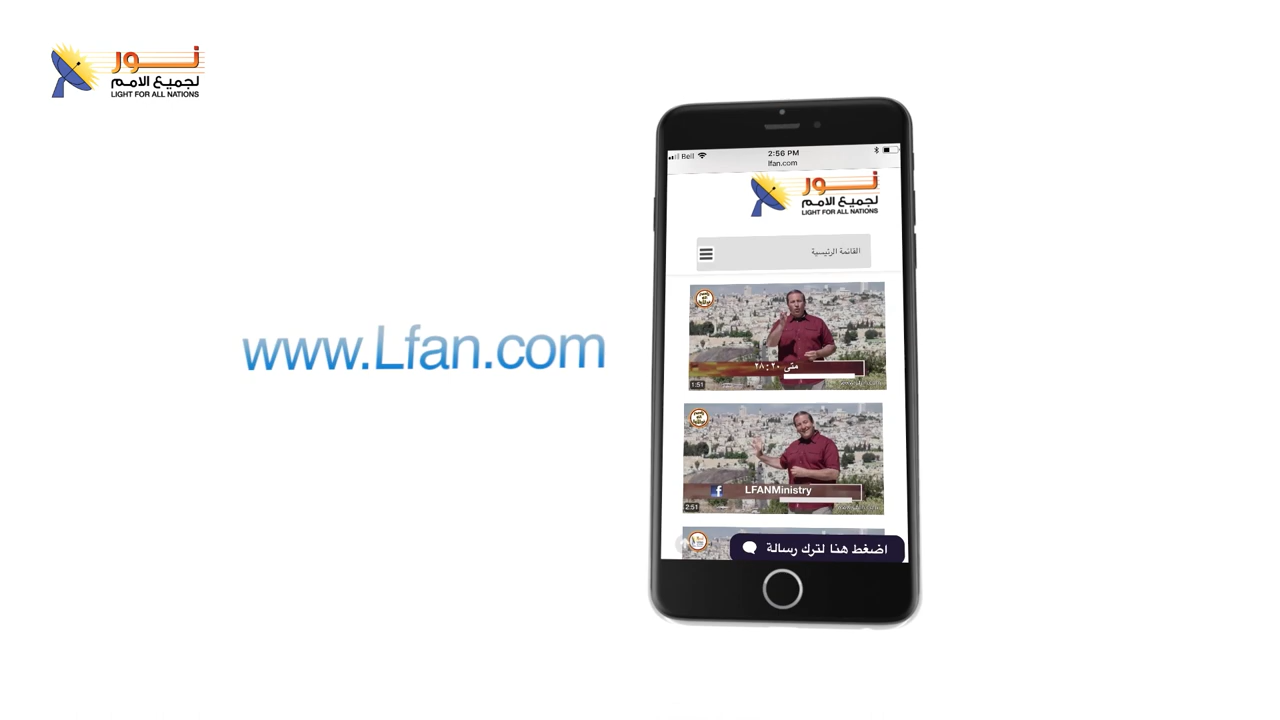 نور
لجميع الامم
LIGHT FOR ALL NATIONS
www.Lfan.com
Bell
2:56 PM
lfan.com
نور
لجميع الامم
LIGHT FOR ALL NATIONS
القائمة الرئيسية
متى ٢٠ : ٢٨
1:51
LFANMinistry
2:51
اضغط هنا لترك رسالة